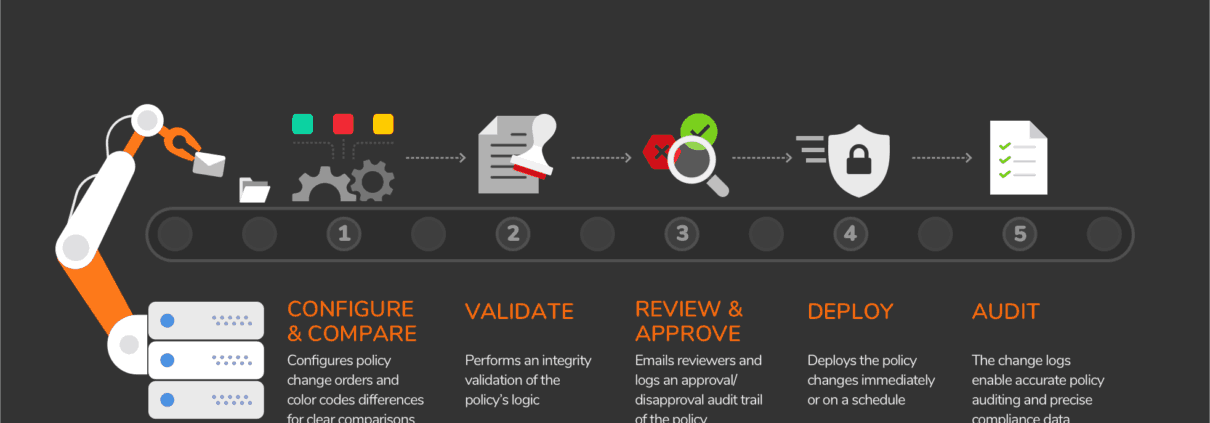 1
2
3
4
5
CONFIGURE
& COMPARE
Configures policy
change orders and
color codes differences
for clear comparisons
VALIDATE
Performs an integrity
validation of the
policy's logic
REVIEW &
APPROVE
Emails reviewers and
logs an approval/
disapproval audit trail
of the policy
DEPLOY
Deploys the policy
changes immediately
or on a schedule
AUDIT
The change logs
enable accurate policy
auditing and precise
compliance data